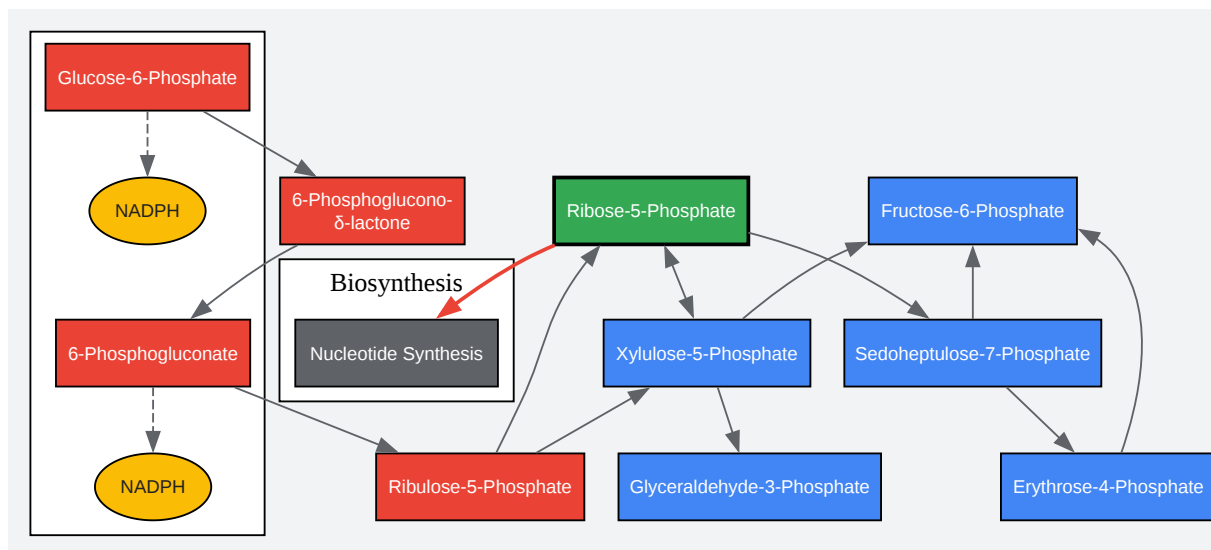 Glucose-6-Phosphate
NADPH
6-Phosphoglucono-
δ-lactone
Ribose-5-Phosphate
Fructose-6-Phosphate
Biosynthesis
6-Phosphogluconate
Nucleotide Synthesis
Xylulose-5-Phosphate
Sedoheptulose-7-Phosphate
NADPH
Ribulose-5-Phosphate
Glyceraldehyde-3-Phosphate
Erythrose-4-Phosphate